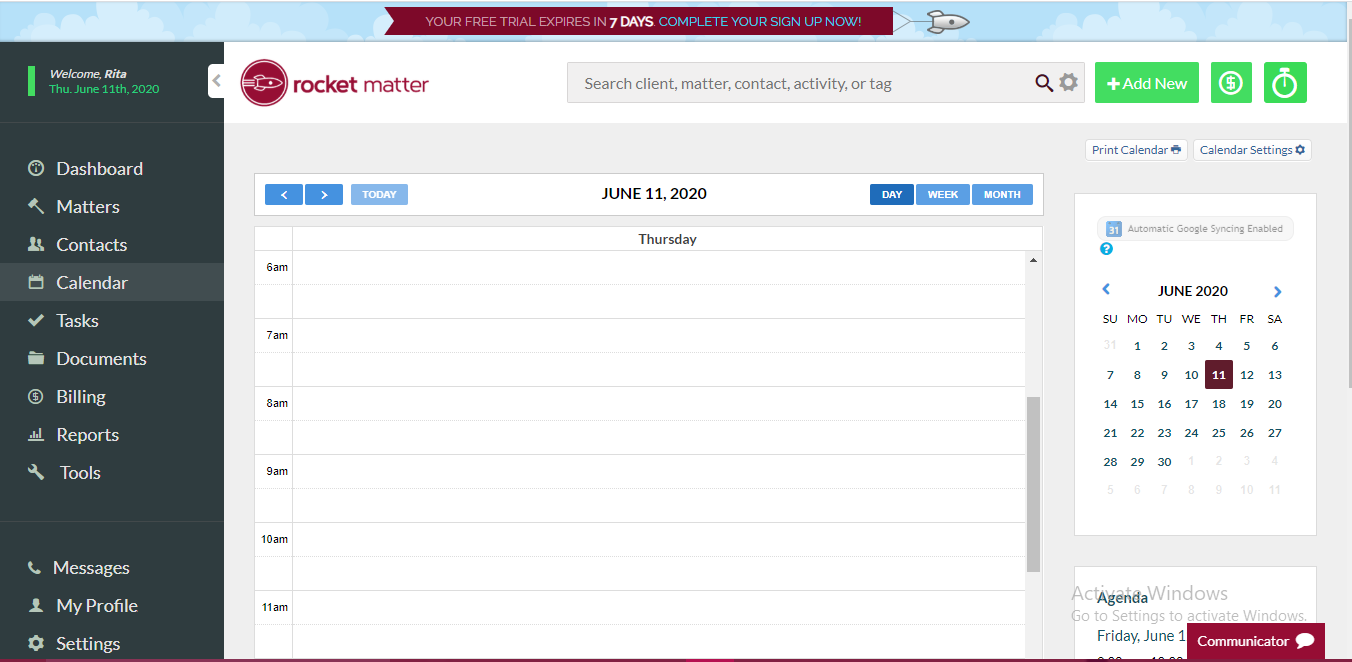 YOUR FREE TRIAL EXPIRES IN 7 DAYS. COMPLETE YOUR SIGN UP NOW!
Welcome, Rita
Thu. June 11th, 2020
rocket matter
Search client, matter, contact, activity, or tag
Add New
Dashboard
Matters
Contacts
Calendar
Tasks
Documents
Billing
Reports
Tools
Messages
My Profile
Settings
Print Calendar
Calendar Settings
TODAY
JUNE 11, 2020
DAY WEEK MONTH
Thursday
6am
7am
8am
9am
10am
11am
31 Automatic Google Syncing Enabled
?
JUNE 2020
SU MO TU WE TH FR SA
31 1 2 3 4 5 6
7 8 9 10 11 12 13
14 15 16 17 18 19 20
21 22 23 24 25 26 27
28 29 30 1 2 3 4
5 6 7 8 9 10 11
Activate Windows
Agenda
Go to Settings to activate Windows.
Friday, June 1
Communicator